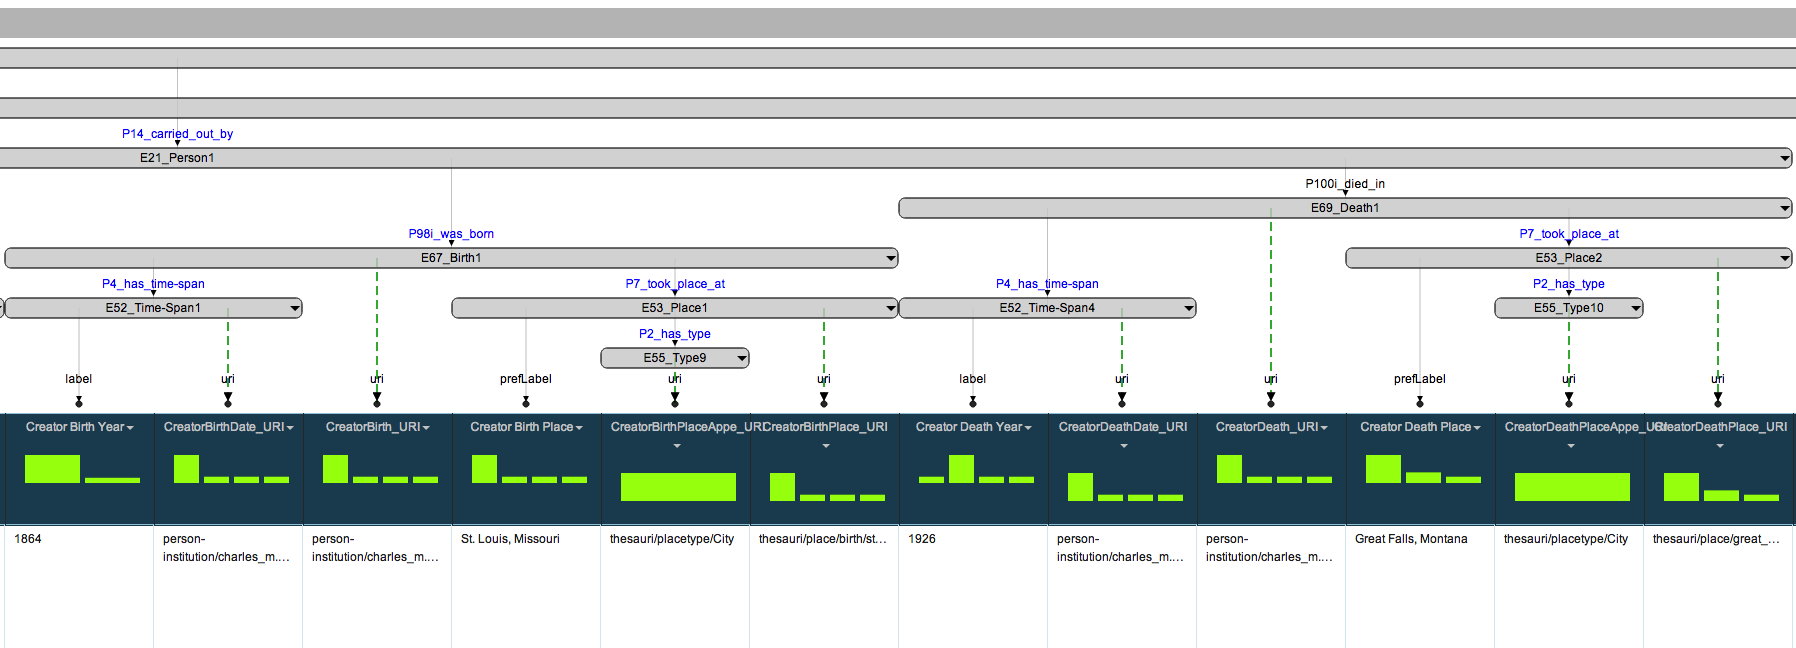 P14_carried_out_by
E21_Person1
P100i_died_in
E69_Death1
P98i_was_born
P7_took_place_at
E67_Birth1
E53_Place2
P4_has_time-span
P7_took_place_at
P4_has_time-span
P2_has_type
E52_Time-Span1
E53_Place1
E52_Time-Span4
E55_Type10
P2_has_type
E55_Type9
label uri uri prefLabel uri uri label uri uri prefLabel uri uri
Creator Birth Year CreatorBirthDate_URI CreatorBirth_URI Creator Birth Place CreatorBirthPlaceAppe_URI CreatorBirthPlace_URI Creator Death Year CreatorDeathDate_URI CreatorDeath_URI Creator Death Place CreatorDeathPlaceAppe_URI CreatorDeathPlace_URI
1864 person- person- St. Louis, Missouri thesauri/placetype/City thesauri/place/birth/st... 1926 person- person- Great Falls, Montana thesauri/placetype/City thesauri/place/great_...
institution/charles_m.... institution/charles_m.... institution/charles_m.... institution/charles_m....